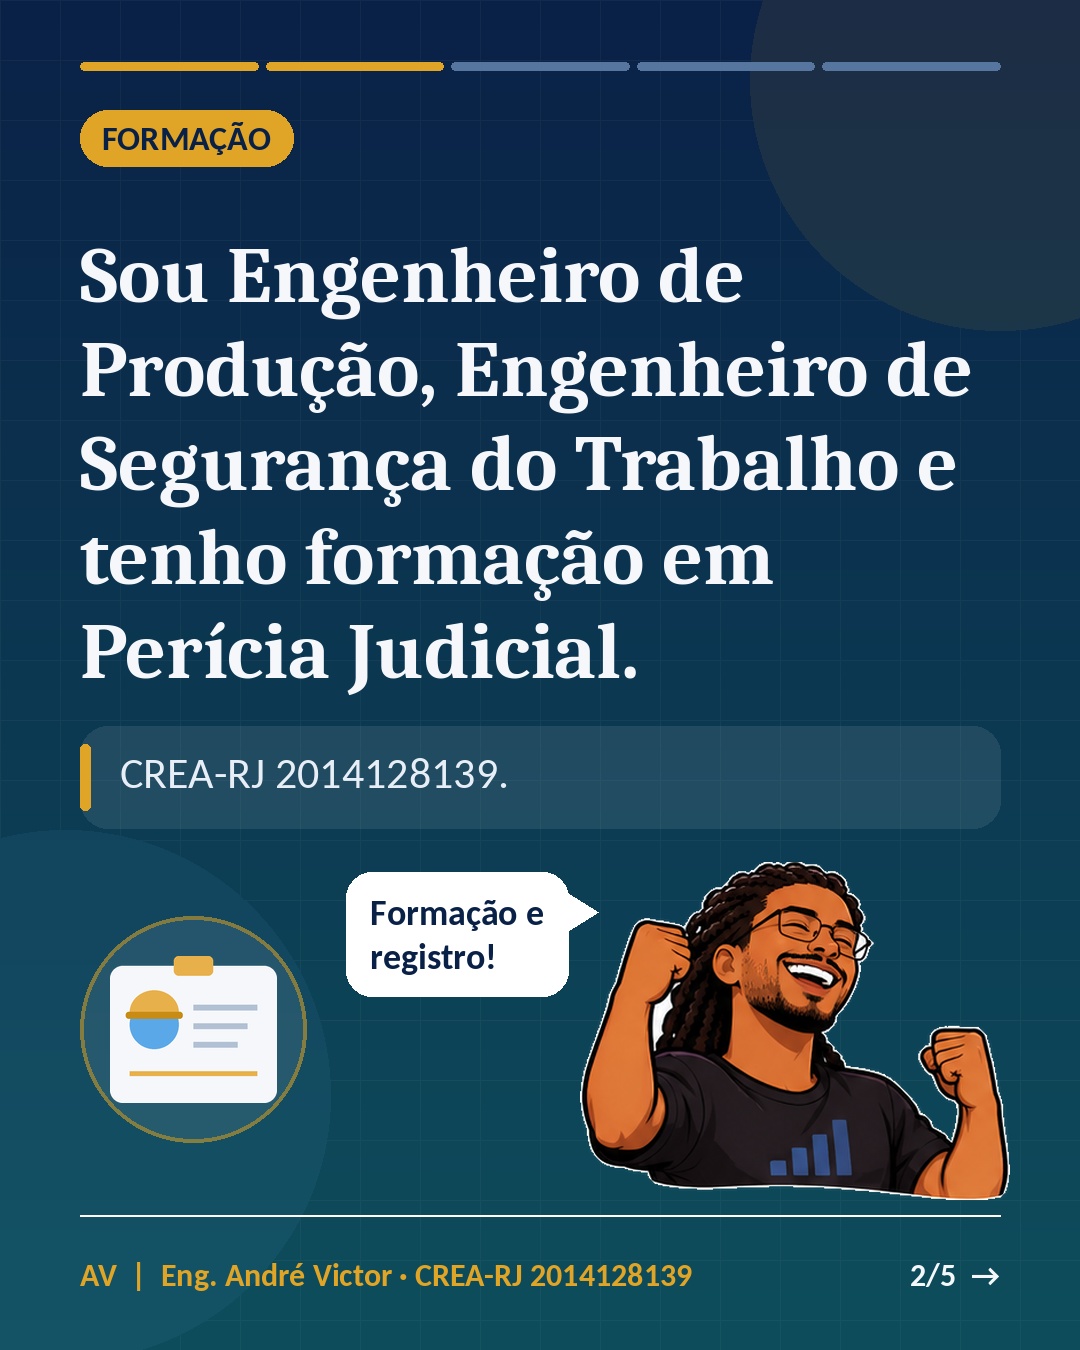 FORMAÇÃO
Sou Engenheiro de
Produção, Engenheiro de
Segurança do Trabalho e
tenho formação em
Perícia Judicial.
CREA-RJ 2014128139.
Formação e
registro!
AV | Eng. André Victor · CREA-RJ 2014128139
2/5 →